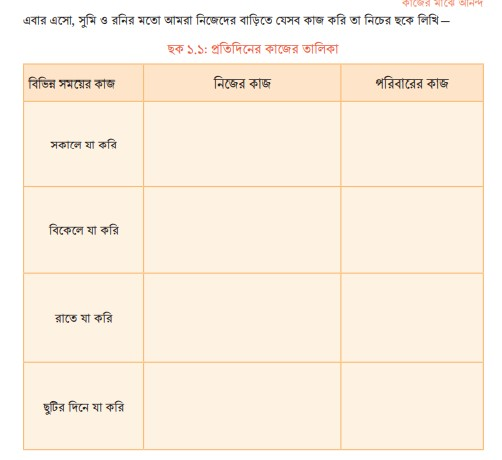 কাজের মাঝে আনন্দ
এবার এসো, সুমি ও রনির মতো আমরা নিজেদের বাড়িতে যেসব কাজ করি তা নিচের ছকে লিখি—
ছক ১.১: প্রতিদিনের কাজের তালিকা
বিভিন্ন সময়ের কাজ নিজের কাজ পরিবারের কাজ
সকালে যা করি
বিকেলে যা করি
রাতে যা করি
ছুটির দিনে যা করি